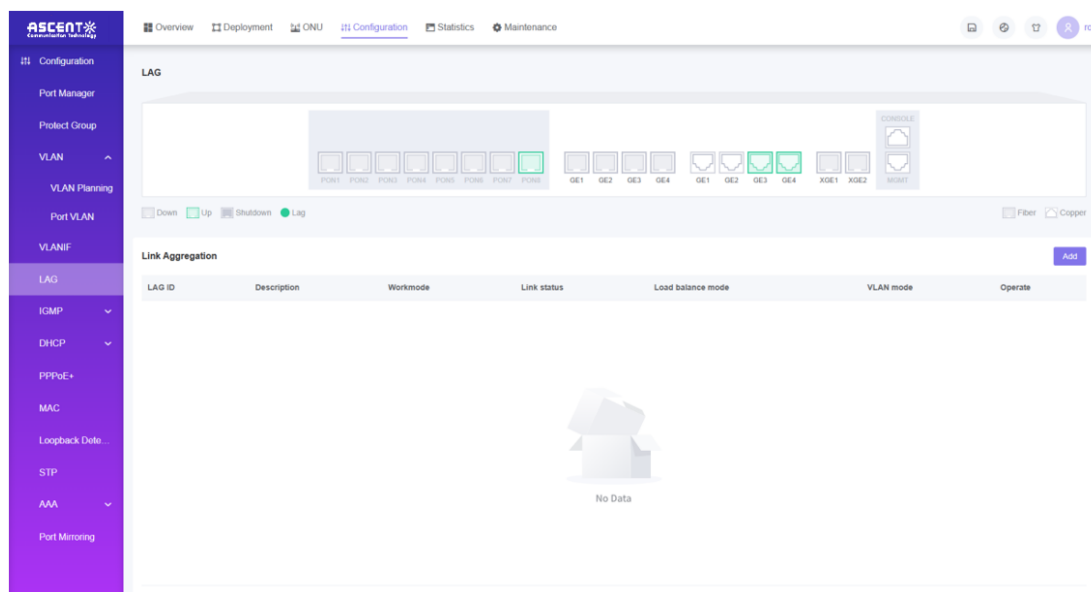 ASCENT
Communication Technology
Overview Deployment ONU Configuration Statistics Maintenance
Configuration
Port Manager
Protect Group
VLAN
VLAN Planning
Port VLAN
VLANIF
LAG
IGMP
DHCP
PPPoE+
MAC
Loopback Dete...
STP
AAA
Port Mirroring
LAG
CONSOLE
PON1 PON2 PON3 PON4 PON5 PON6 PON7 PON8 GE1 GE2 GE3 GE4 GE1 GE2 GE3 GE4 XGE1 XGE2 MGMT
Down Up Shutdown Lag Fiber Copper
Link Aggregation Add
LAG ID Description Workmode Link status Load balance mode VLAN mode Operate
No Data